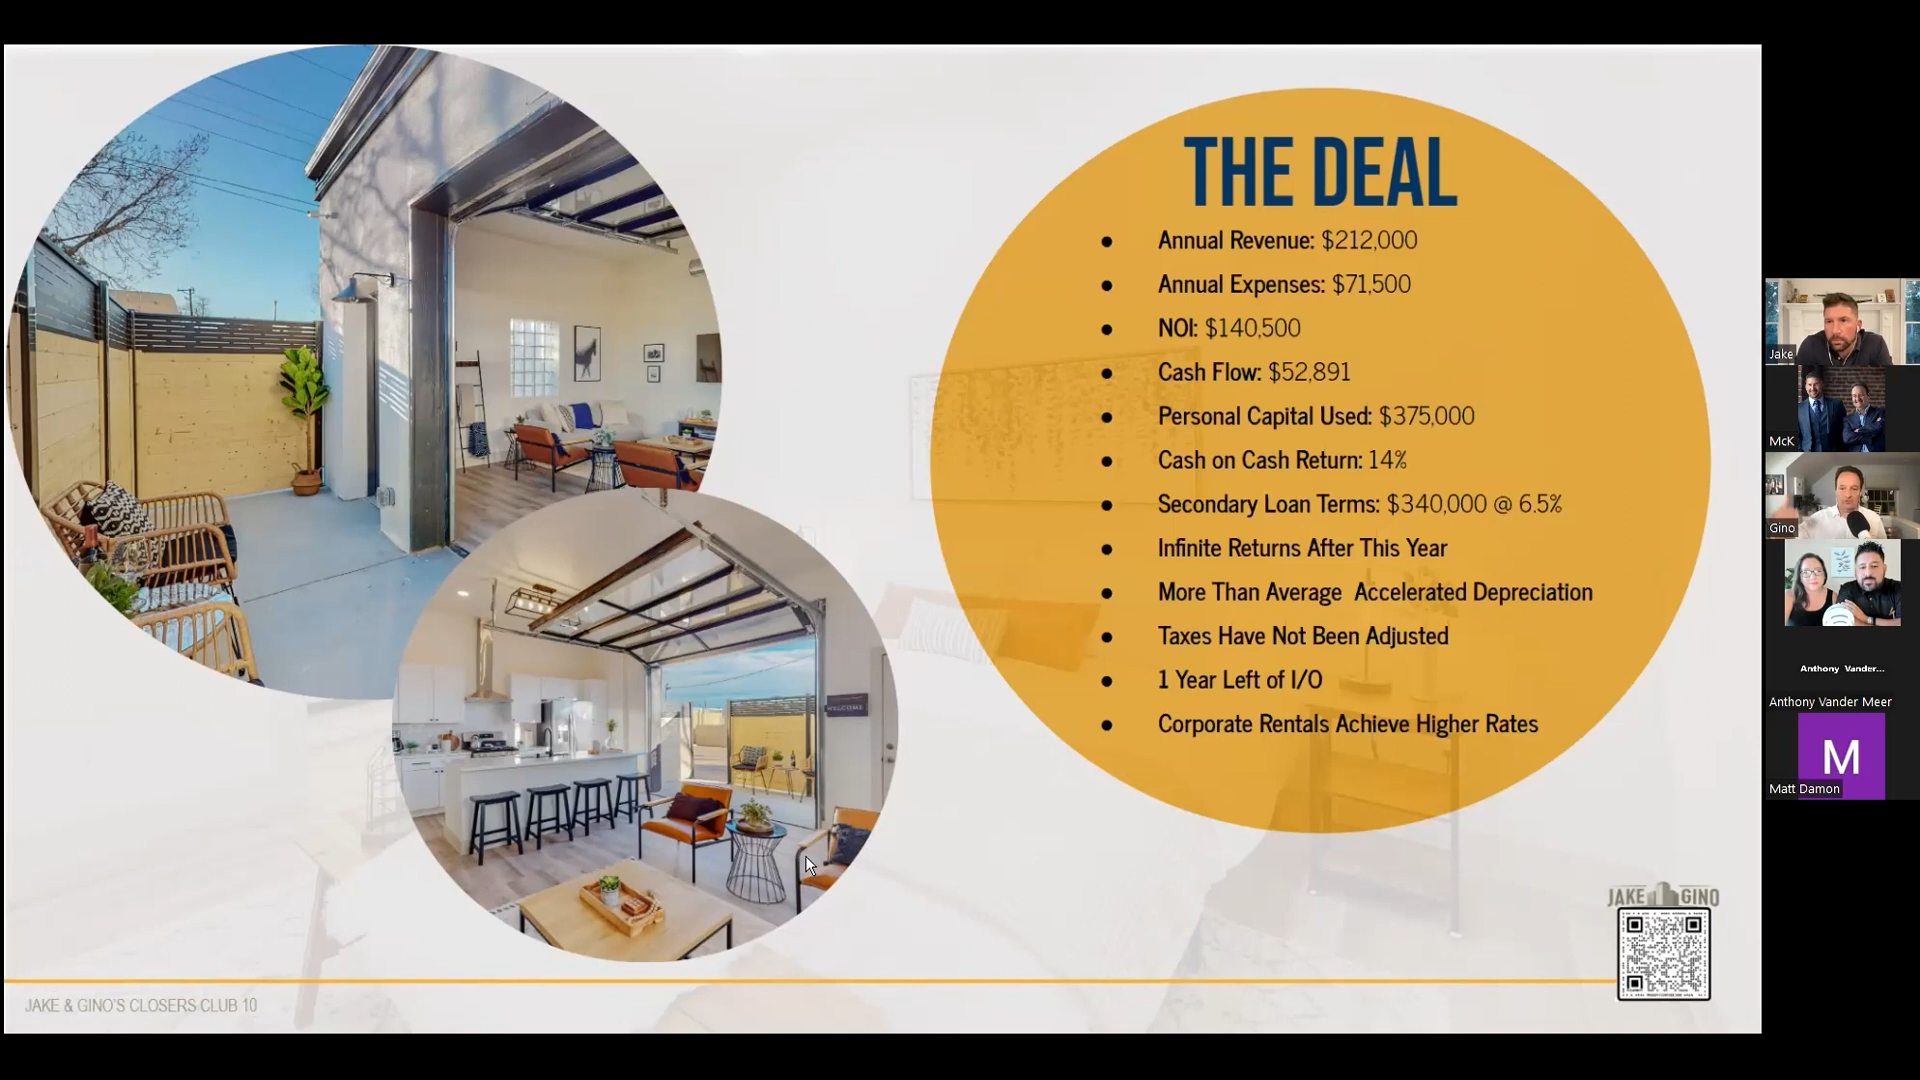 THE DEAL
Annual Revenue: $212,000
Annual Expenses: $71,500
NOI: $140,500
Cash Flow: $52,891
Personal Capital Used: $375,000
Cash on Cash Return: 14%
Secondary Loan Terms: $340,000 @ 6.5%
Infinite Returns After This Year
More Than Average Accelerated Depreciation
Taxes Have Not Been Adjusted
1 Year Left of I/O
Corporate Rentals Achieve Higher Rates
WELCOME
JAKE GINO
JAKE & GINO'S CLOSERS CLUB 10
Jake
McK
Gino
Anthony Vander...
Anthony Vander Meer
M
Matt Damon